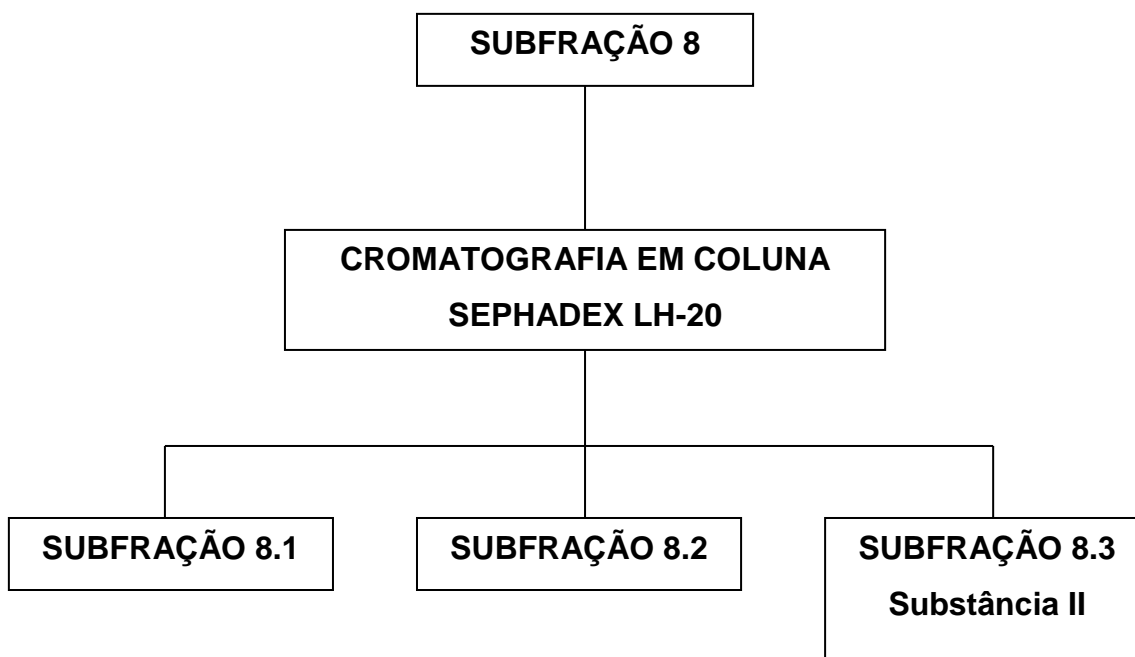 SUBFRAÇÃO 8
CROMATOGRAFIA EM COLUNA
SEPHADEX LH-20
SUBFRAÇÃO 8.1
SUBFRAÇÃO 8.2
SUBFRAÇÃO 8.3
Substância II